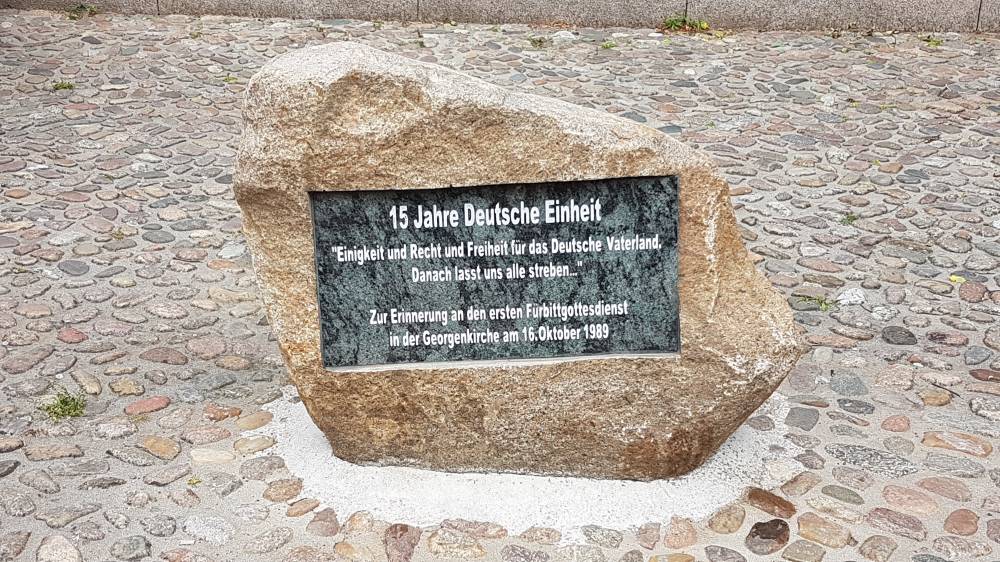 15 Jahre Deutsche Einheit
"Einigkeit und Recht und Freiheit für das Deutsche Vaterland.
Danach lasst uns alle streben..."
Zur Erinnerung an den ersten Fürbittgottesdienst
in der Georgenkirche am 16.Oktober 1989